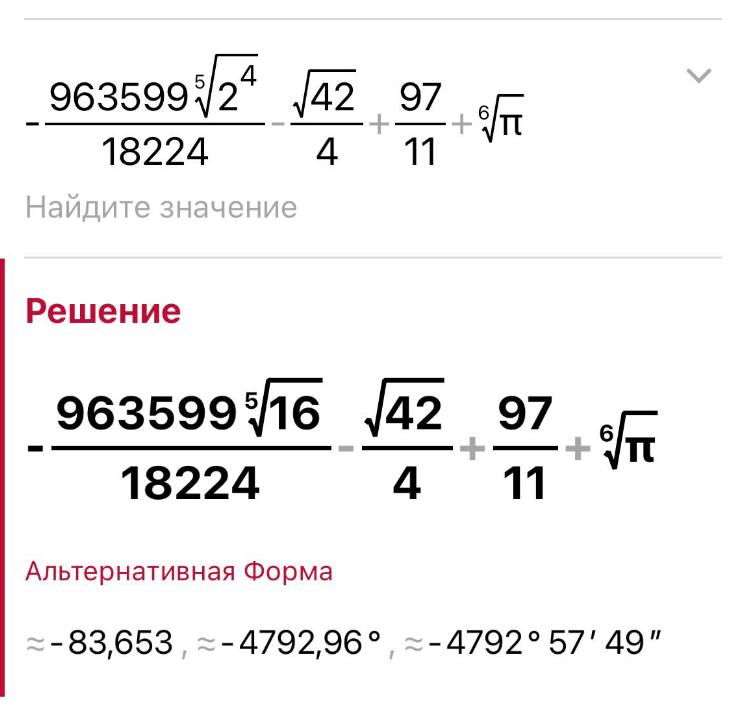 -963599⁵√2⁴/18224 - √42/4 + 97/11 + ⁶√π
Найдите значение
Решение
-963599⁵√16/18224 - √42/4 + 97/11 + ⁶√π
Альтернативная Форма
≈-83,653 , ≈-4792,96° , ≈-4792° 57′ 49″